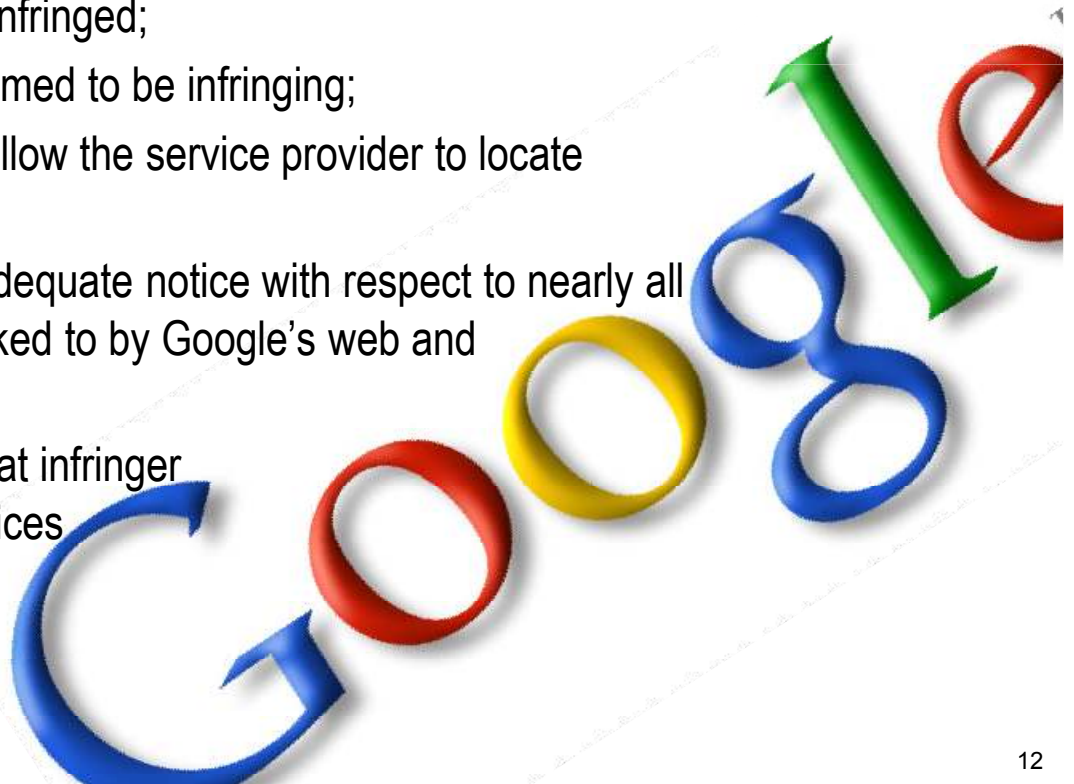 nfringed;
med to be infringing;
llow the service provider to locate
dequate notice with respect to nearly all
ked to by Google's web and
at infringer
ices
Google
12